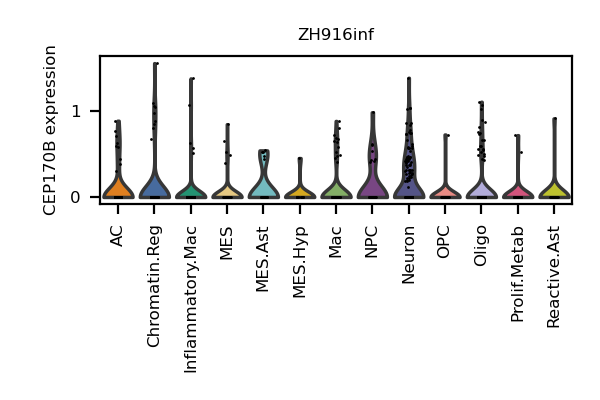 ZH916inf
CEP170B expression
1
0
AC
Chromatin.Reg
Inflammatory.Mac
MES
MES.Ast
MES.Hyp
Mac
NPC
Neuron
OPC
Oligo
Prolif.Metab
Reactive.Ast